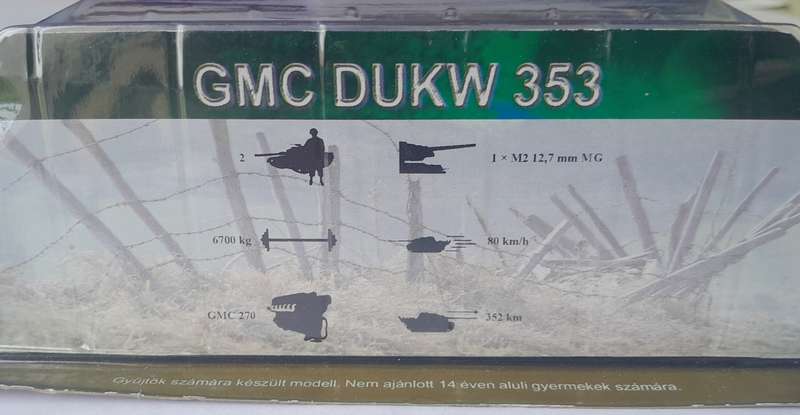 GMC DUKW 353
2
1 × M2 12,7 mm MG
6700 kg
80 km/h
GMC 270
352 km
Gyűjtők számára készült modell. Nem ajánlott 14 éven aluli gyermekek számára.